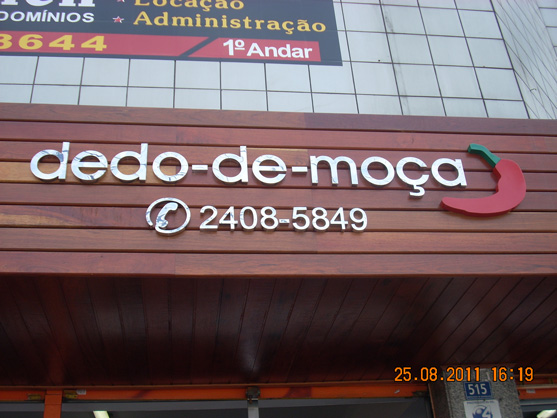 Locação
DOMÍNIOS
Administração
3644
1º Andar
dedo-de-moça
2408-5849
25.08.2011 16:19
515